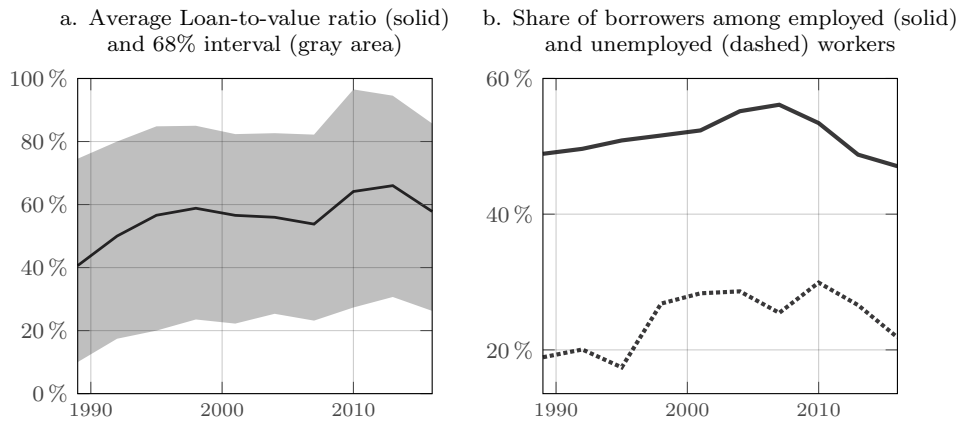 a. Average Loan-to-value ratio (solid)
and 68% interval (gray area)
100 %
80 %
60 %
40 %
20 %
0 %
1990 2000 2010
b. Share of borrowers among employed (solid)
and unemployed (dashed) workers
60 %
40 %
20 %
1990 2000 2010